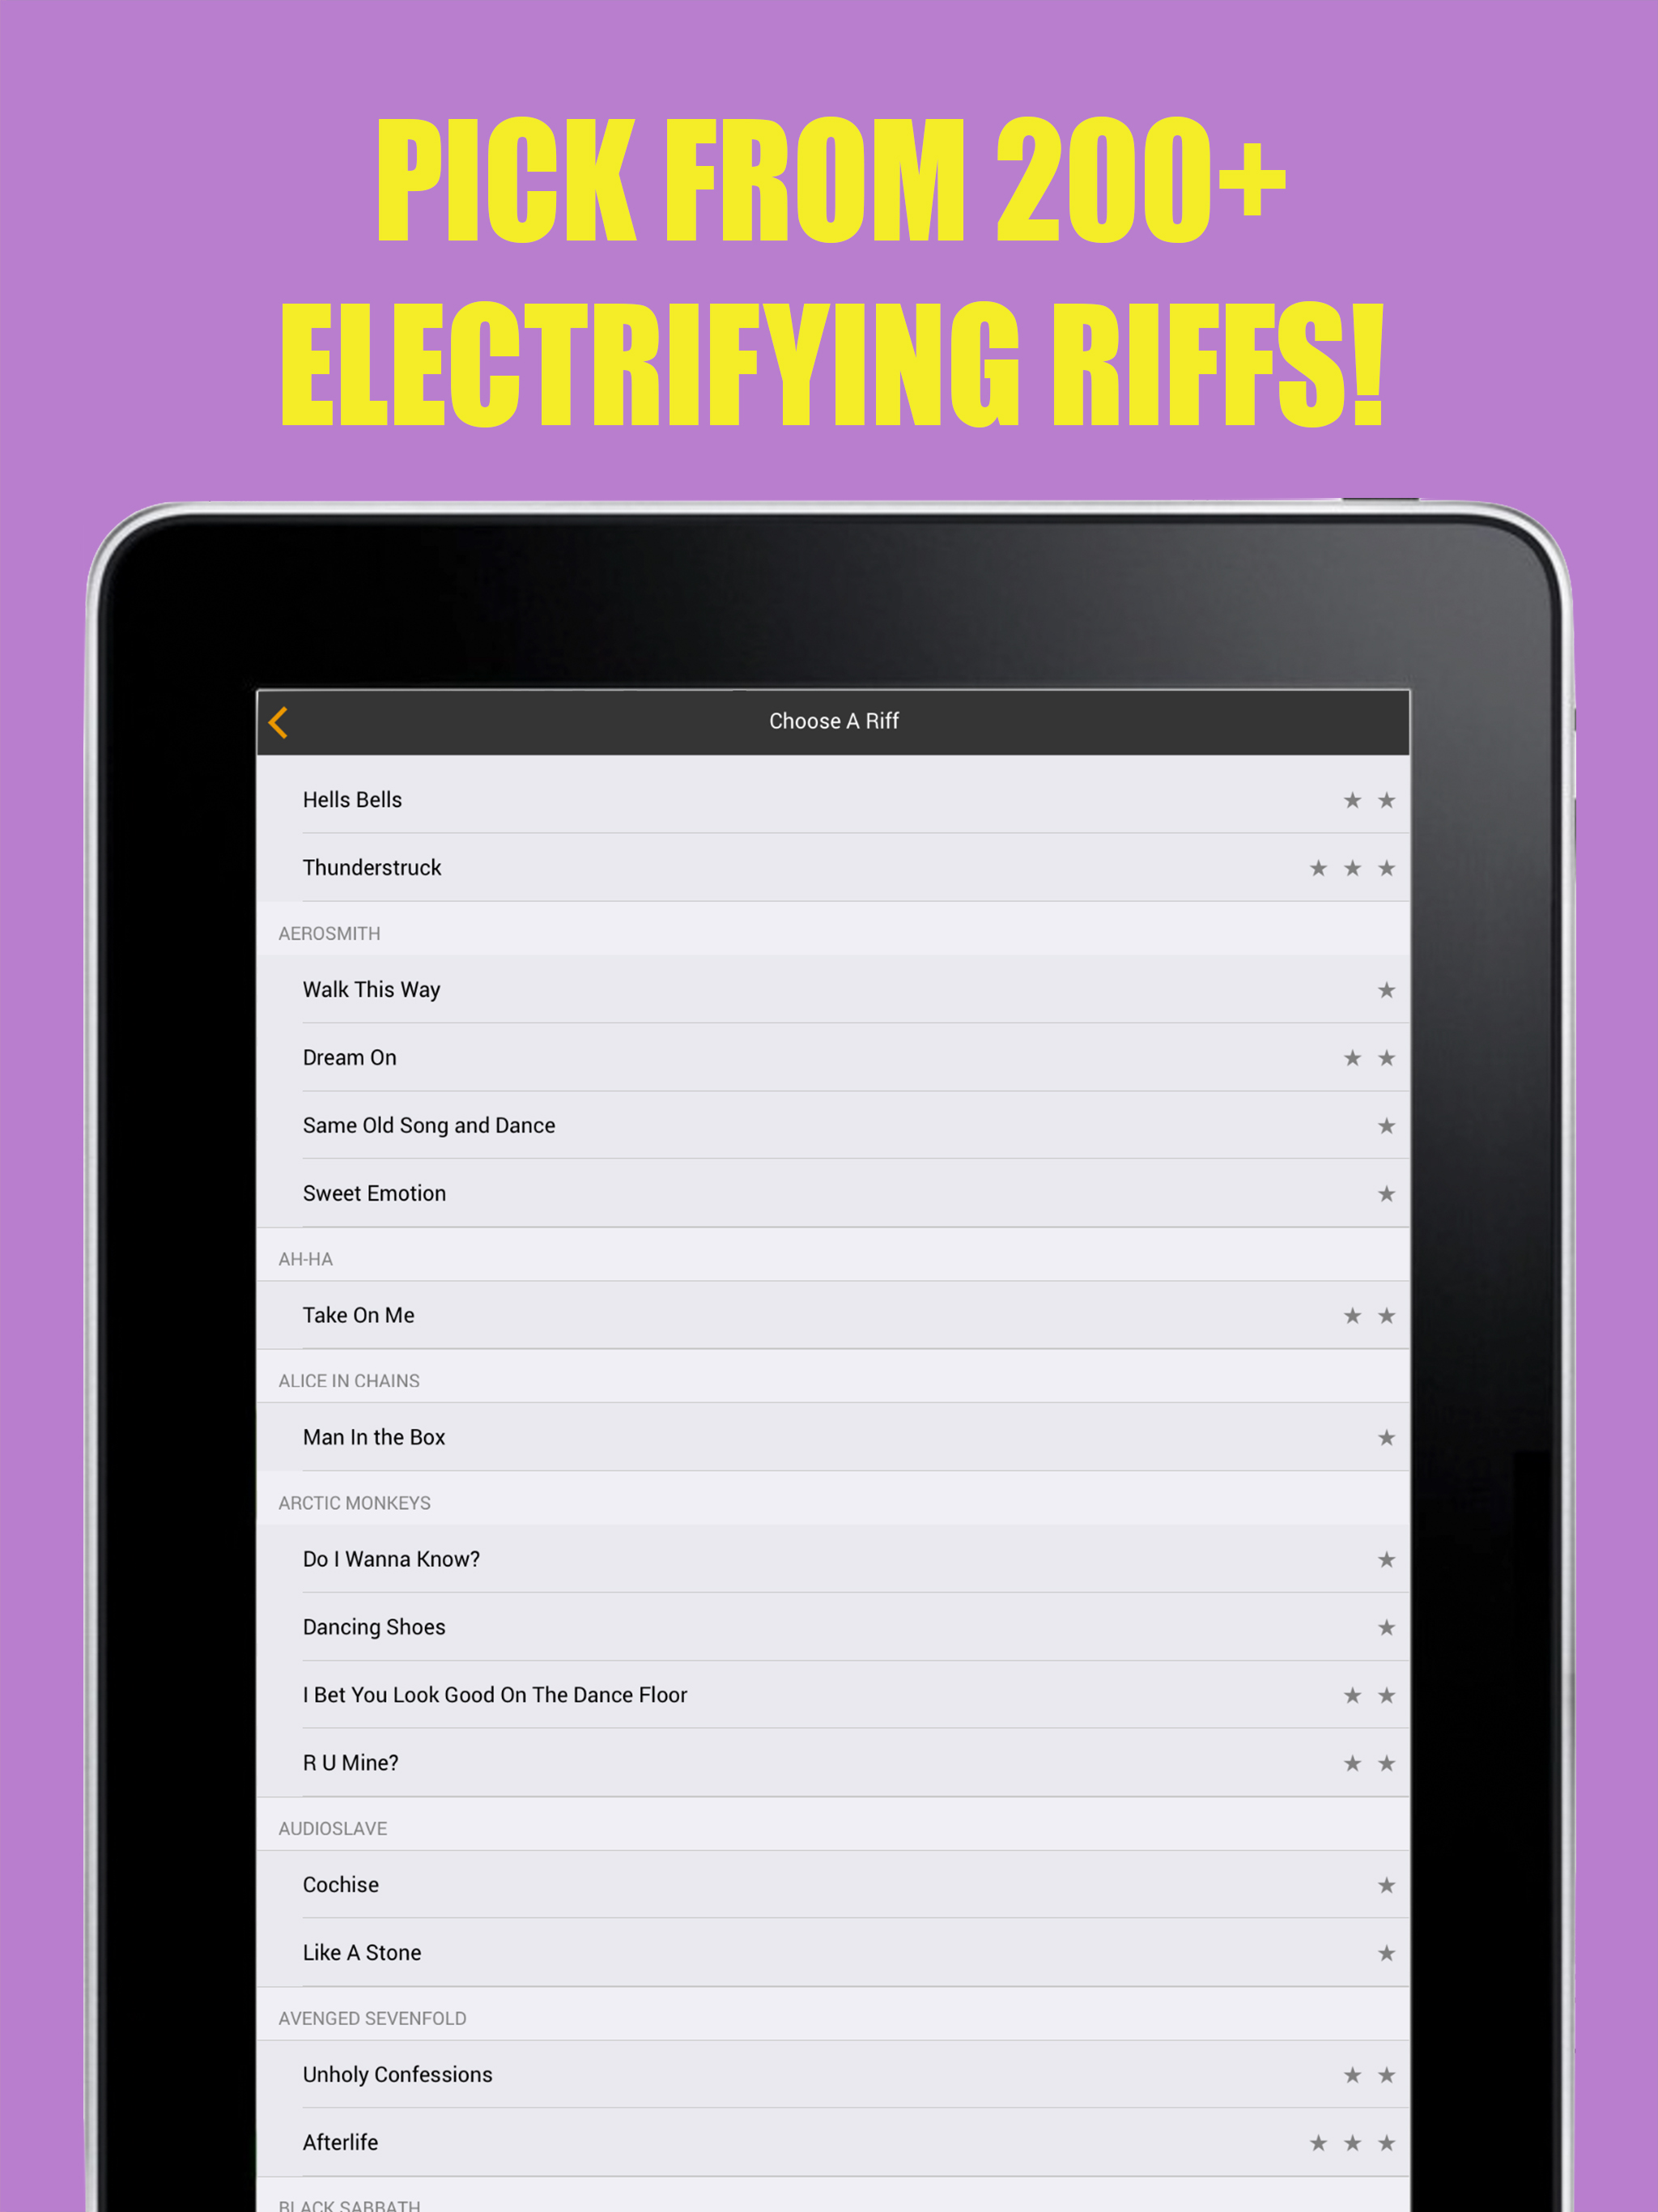 PICK FROM 200+
ELECTRIFYING RIFFS!
Choose A Riff
Hells Bells ★ ★
Thunderstruck ★ ★ ★
AEROSMITH
Walk This Way ★
Dream On ★ ★
Same Old Song and Dance ★
Sweet Emotion ★
AH-HA
Take On Me ★ ★
ALICE IN CHAINS
Man In the Box ★
ARCTIC MONKEYS
Do I Wanna Know? ★
Dancing Shoes ★
I Bet You Look Good On The Dance Floor ★ ★
R U Mine? ★ ★
AUDIOSLAVE
Cochise ★
Like A Stone ★
AVENGED SEVENFOLD
Unholy Confessions ★ ★
Afterlife ★ ★ ★
BLACK SABBATH